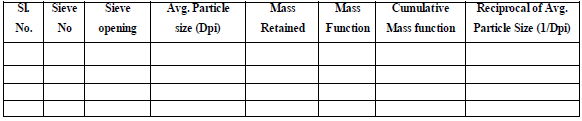 Sl. Sieve Sieve Avg. Particle Mass Mass Cumulative Reciprocal of Avg.
No. No opening size (Dpi) Retained Function Mass function Particle Size (1/Dpi)